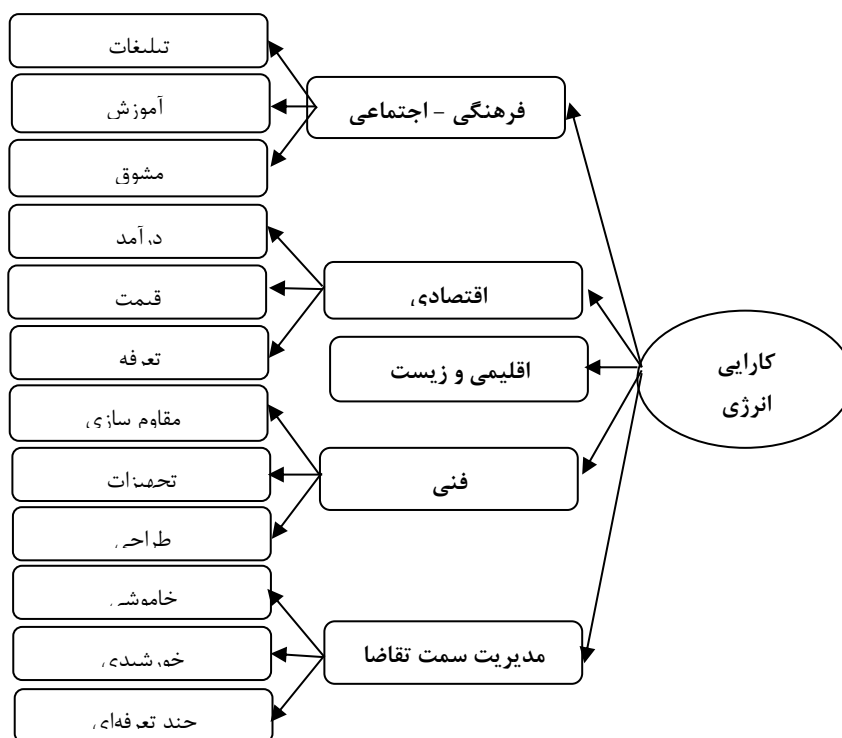 کارایی
انرژی
فرهنگی - اجتماعی
تبلیغات
آموزش
مشوق
اقتصادی
درآمد
قیمت
تعرفه
اقلیمی و زیست
فنی
مقاوم سازی
تجهیزات
طراحی
مدیریت سمت تقاضا
خاموشی
خورشیدی
چند تعرفه‌ای